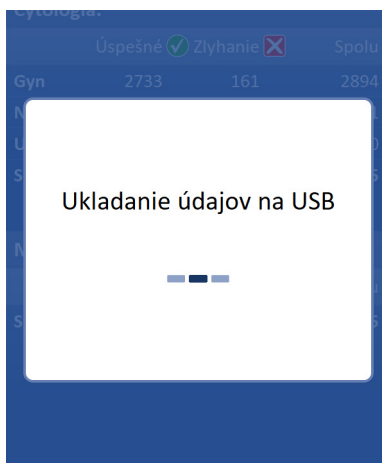 Cytológia:
Úspešné Zlyhanie Spolu
Gyn 2733 161 2894
N
U
S
Ukladanie údajov na USB
S